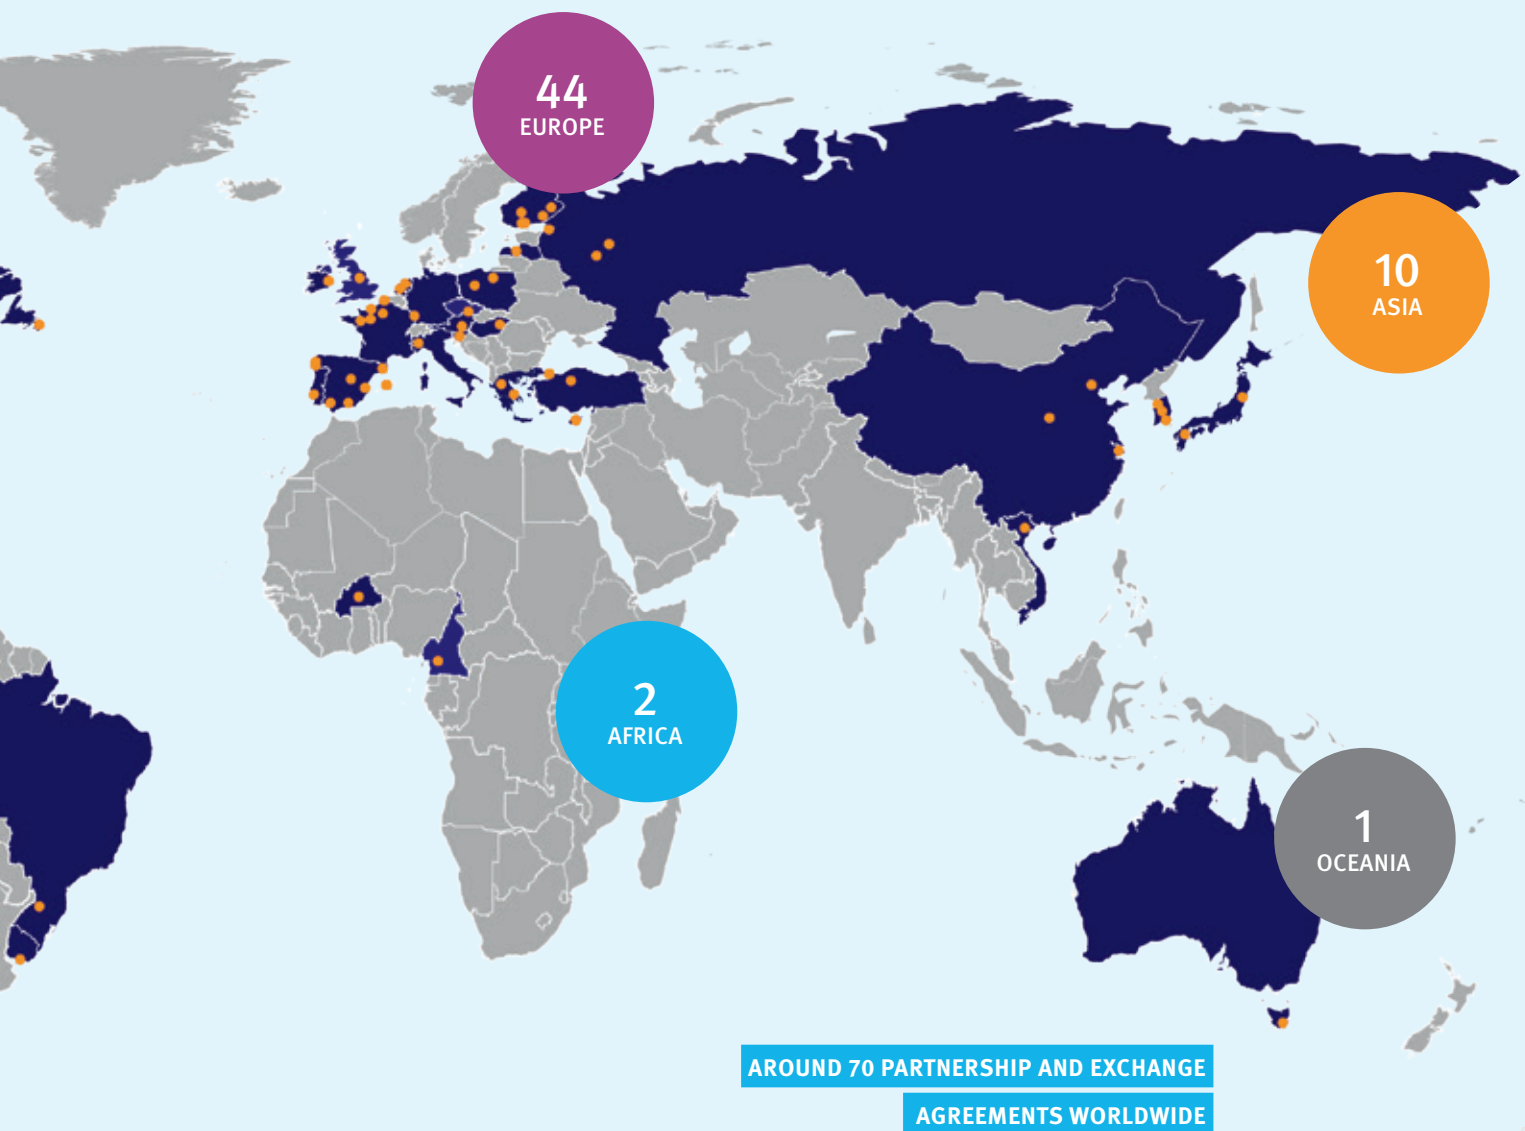 44
EUROPE
10
ASIA
2
AFRICA
1
OCEANIA
AROUND 70 PARTNERSHIP AND EXCHANGE
AGREEMENTS WORLDWIDE